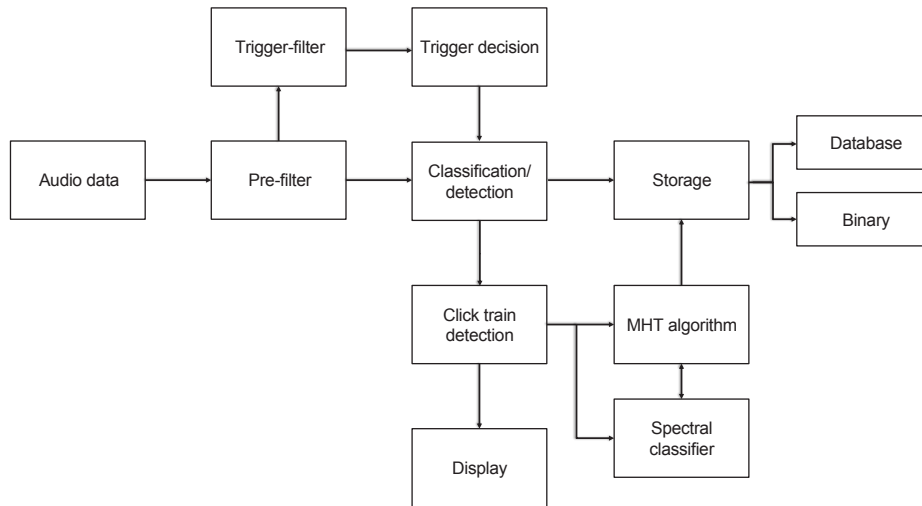 Trigger-filter
Trigger decision
Audio data
Pre-filter
Classification/
detection
Storage
Database
Binary
Click train
detection
MHT algorithm
Display
Spectral
classifier